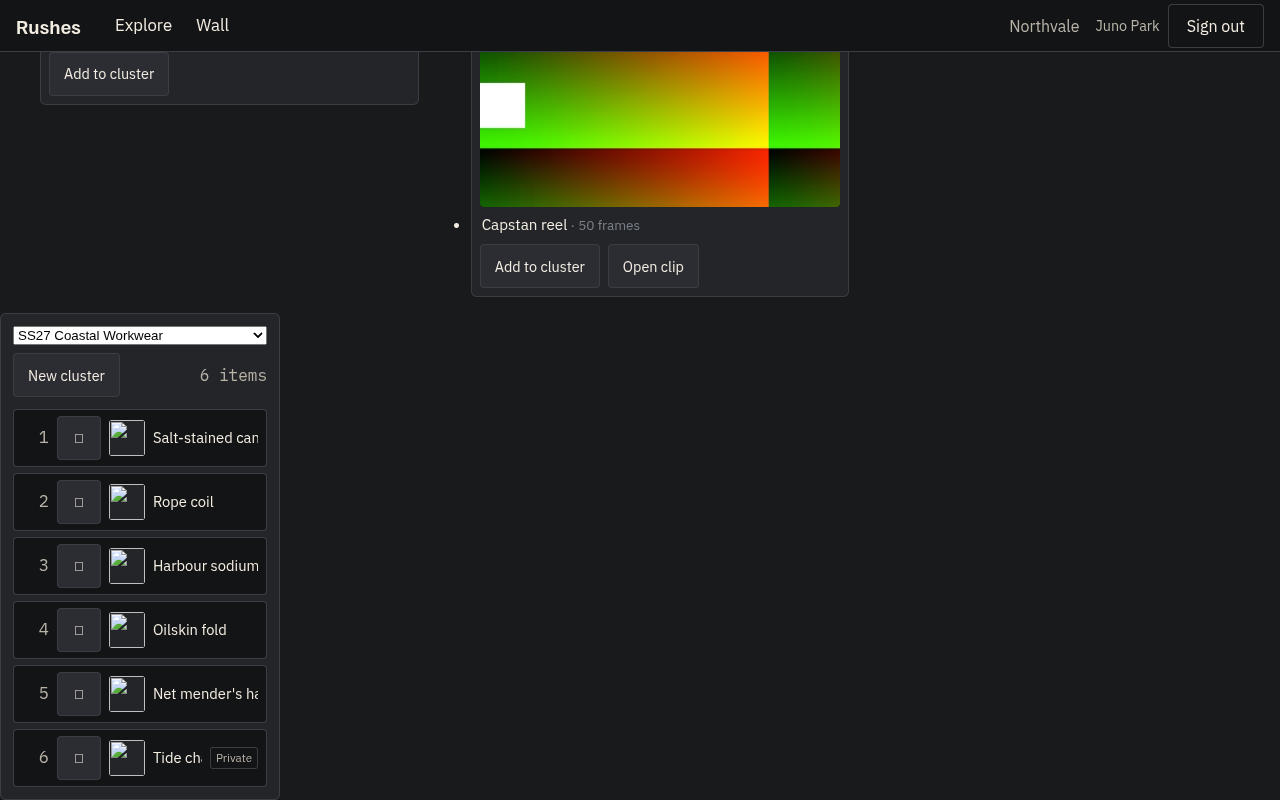 Rushes Explore Wall Northvale Juno Park Sign out
Add to cluster
Capstan reel · 50 frames
Add to cluster Open clip
SS27 Coastal Workwear
New cluster 6 items
1 Salt-stained can
2 Rope coil
3 Harbour sodium
4 Oilskin fold
5 Net mender's ha
6 Tide cha Private